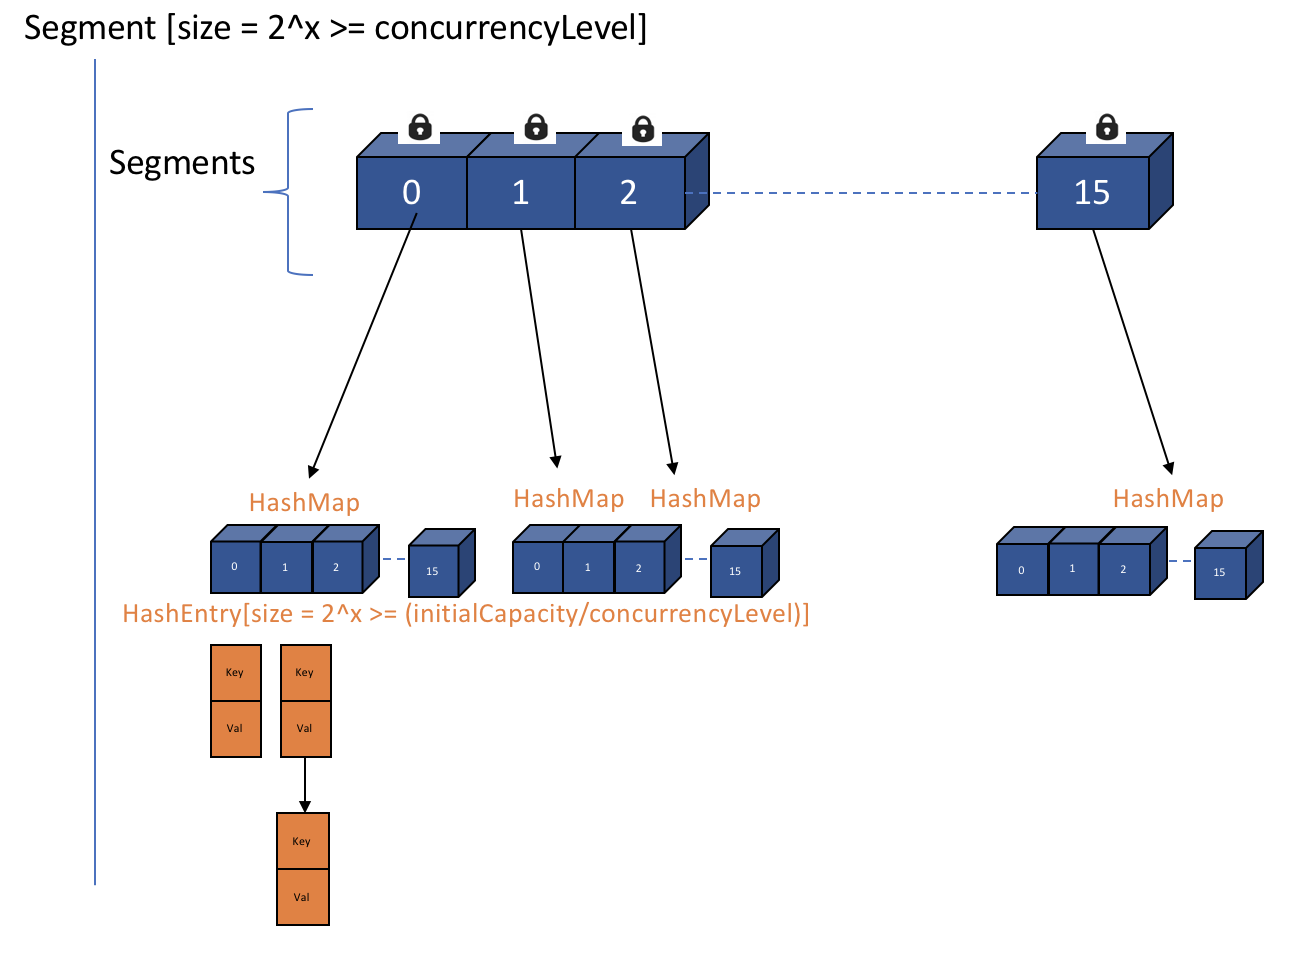 Segment [size = 2^x >= concurrencyLevel]
Segments
0 1 2 15
HashMap HashMap HashMap HashMap
0 1 2 15 0 1 2 15 0 1 2 15
HashEntry[size = 2^x >= (initialCapacity/concurrencyLevel)]
Key Key
Val Val
Key
Val